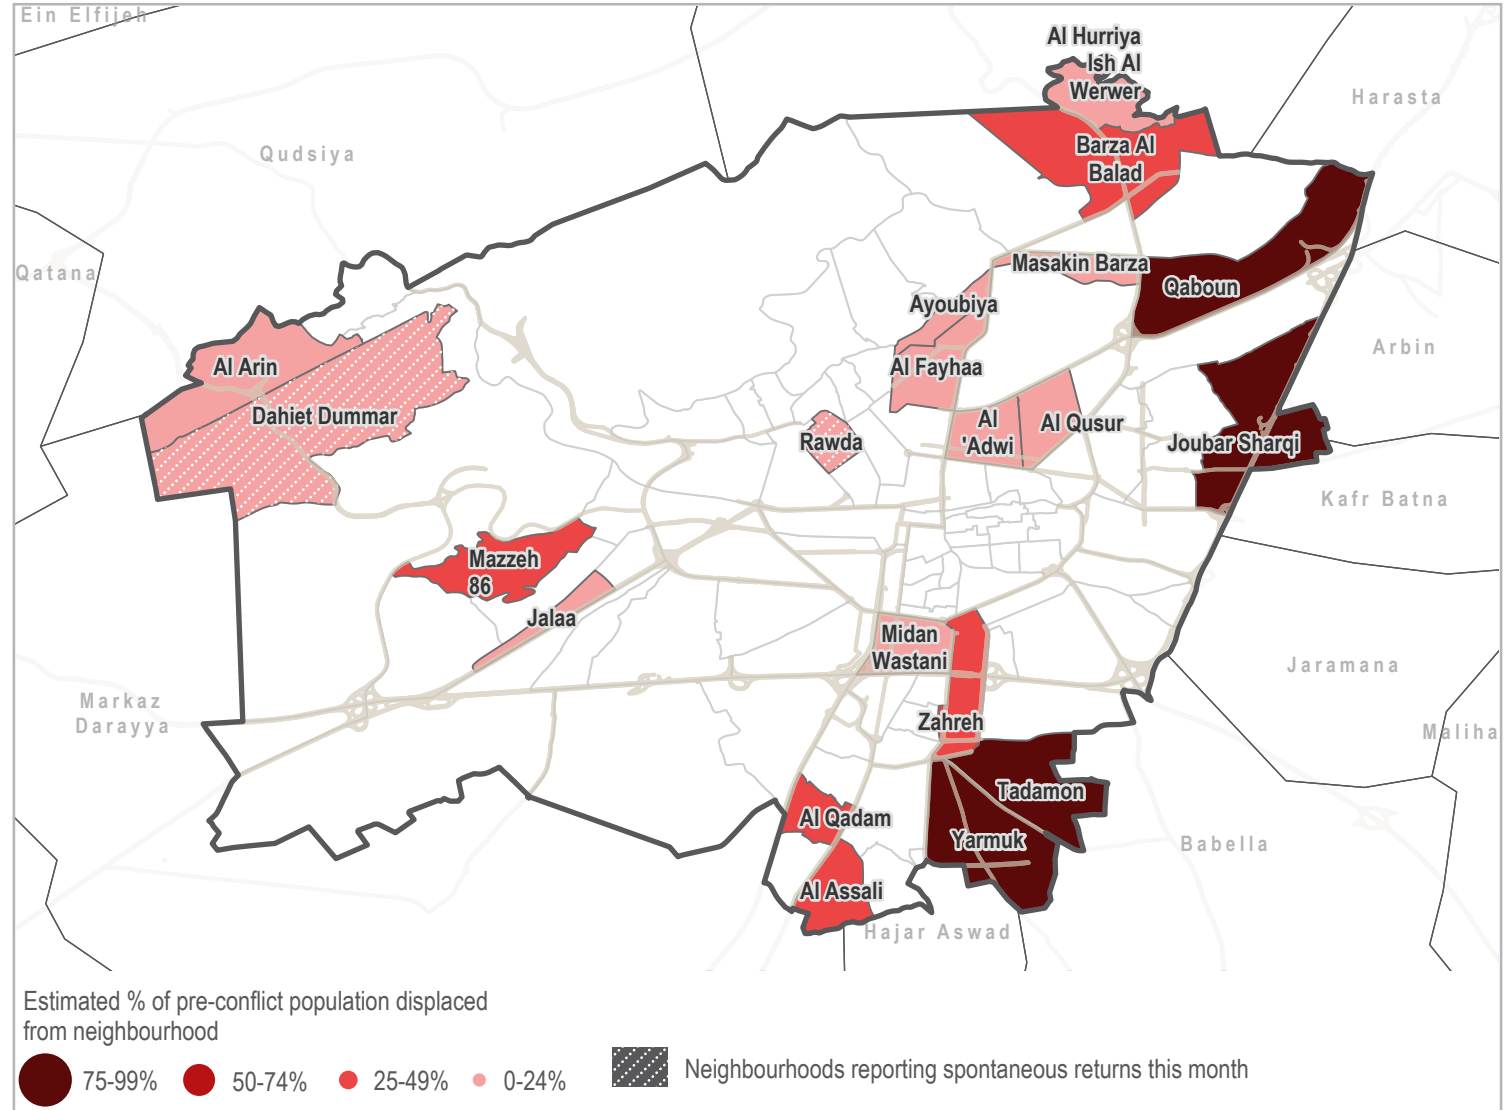 Ein Elfijeh
Al Hurriya
Ish Al
Werwer
Harasta
Barza Al
Balad
Qudsiya
Qatana
Masakin Barza
Qaboun
Ayoubiya
Arbin
Al Arin
Al Fayhaa
Dahiet Dummar
Rawda
Al
'Adwi
Al Qusur
Joubar Sharqi
Kafr Batna
Mazzeh
86
Jalaa
Midan
Wastani
Jaramana
Markaz
Darayya
Zahreh
Maliha
Tadamon
Al Qadam
Yarmuk
Babella
Al Assali
Hajar Aswad
Estimated % of pre-conflict population displaced
from neighbourhood
75-99%
50-74%
25-49%
0-24%
Neighbourhoods reporting spontaneous returns this month